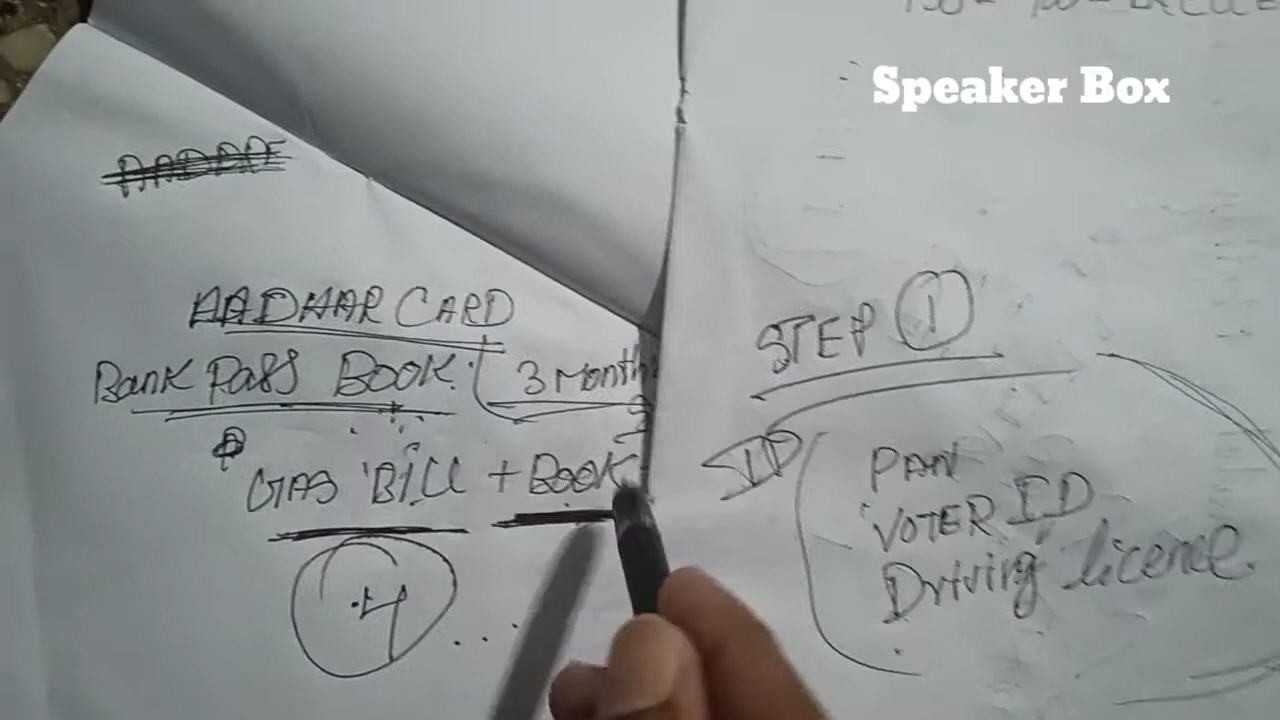 Speaker Box
AADHAR CARD
Bank Pass Book. (3 Month
GAS BILL + Book
4 ...
STEP 1
ID
PAN
VOTER ID
Driving licence.